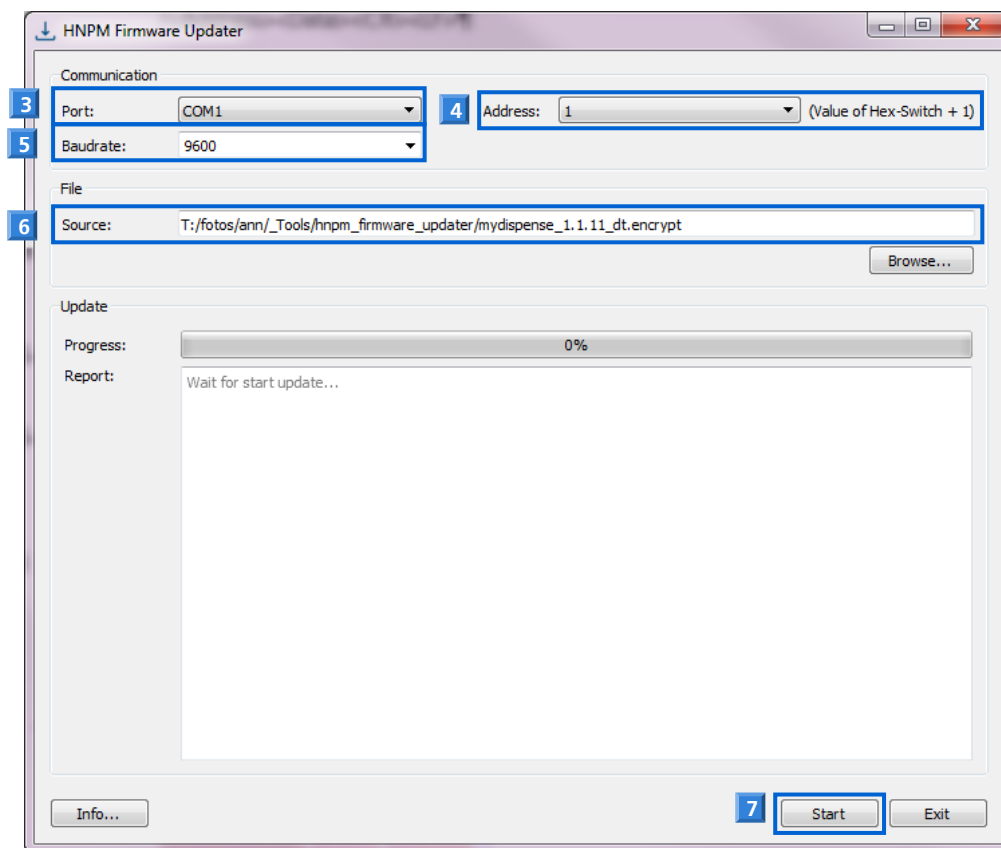 HNPM Firmware Updater
Communication
3 Port: COM1 4 Address: 1 (Value of Hex-Switch + 1)
5 Baudrate: 9600
File
6 Source: T:/fotos/ann/_Tools/hnpm_firmware_updater/mydispense_1.1.11_dt.encrypt
Browse...
Update
Progress: 0%
Report: Wait for start update...
Info... 7 Start Exit